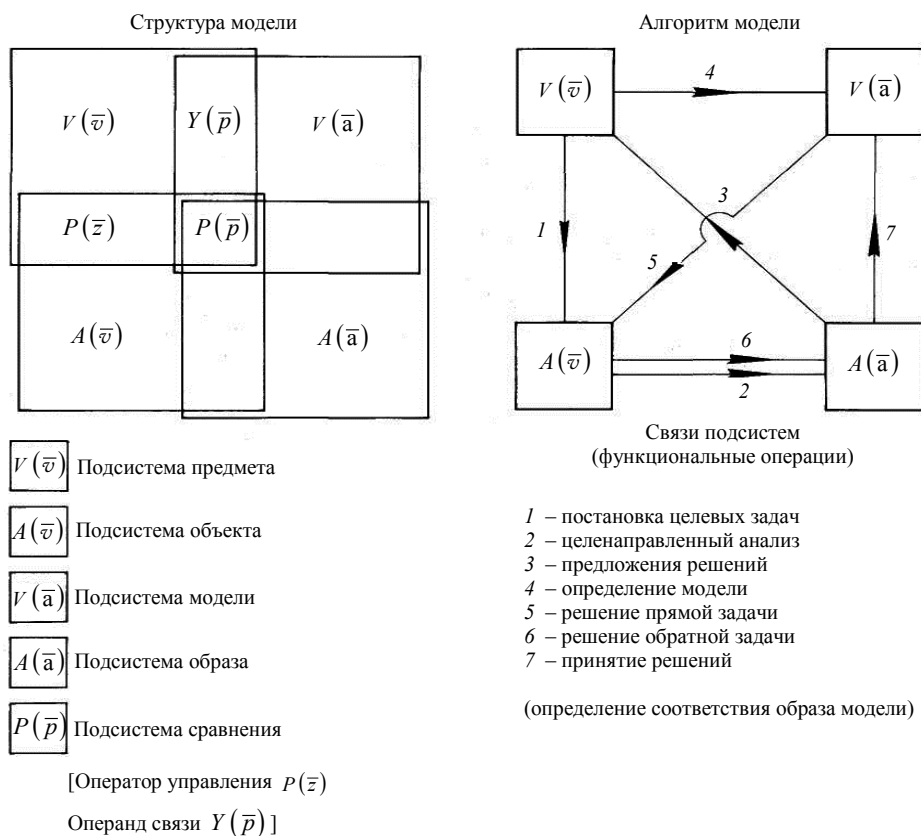 Структура модели
V(v̅) Y(p̅) V(a̅)
P(z̅) P(p̅)
A(v̅) A(a̅)
V(v̅) Подсистема предмета
A(v̅) Подсистема объекта
V(a̅) Подсистема модели
A(a̅) Подсистема образа
P(p̅) Подсистема сравнения
[Оператор управления P(z̅)
Операнд связи Y(p̅)]
Алгоритм модели
V(v̅) 4 V(a̅)
3
1 7
5
A(v̅) 6 A(a̅)
2
Связи подсистем
(функциональные операции)
1 – постановка целевых задач
2 – целенаправленный анализ
3 – предложения решений
4 – определение модели
5 – решение прямой задачи
6 – решение обратной задачи
7 – принятие решений
(определение соответствия образа модели)